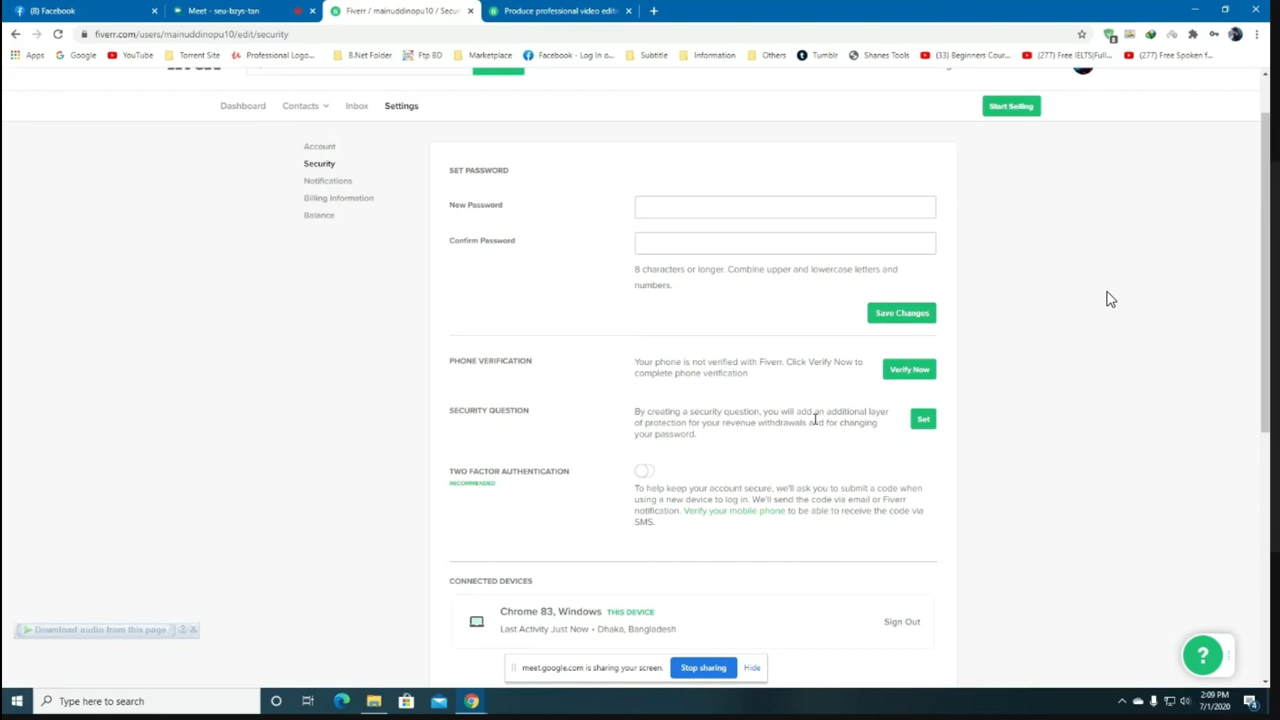 (8) Facebook
Meet - seu-bzys-tan
Fiverr / mainuddinopu10 / Secur
Produce professional video edit
fiverr.com/users/mainuddinopu10/edit/security
Apps
Google
YouTube
Torrent Site
Professional Logo...
B.Net Folder
Ftp BD
Marketplace
Facebook - Log In o...
Subtitle
Information
Others
Tumblr
Shanes Tools
(33) Beginners Cour...
(277) Free IELTS|Full...
(277) Free Spoken f...
Dashboard
Contacts
Inbox
Settings
Start Selling
Account
Security
Notifications
Billing Information
Balance
SET PASSWORD
New Password
Confirm Password
8 characters or longer. Combine upper and lowercase letters and
numbers.
Save Changes
PHONE VERIFICATION
Your phone is not verified with Fiverr. Click Verify Now to
complete phone verification
Verify Now
SECURITY QUESTION
By creating a security question, you will add an additional layer
of protection for your revenue withdrawals and for changing
your password.
Set
TWO FACTOR AUTHENTICATION
RECOMMENDED
To help keep your account secure, we'll ask you to submit a code when
using a new device to log in. We'll send the code via email or Fiverr
notification. Verify your mobile phone to be able to receive the code via
SMS.
CONNECTED DEVICES
Chrome 83, Windows THIS DEVICE
Last Activity Just Now • Dhaka, Bangladesh
Sign Out
Download audio from this page
?
meet.google.com is sharing your screen.
Stop sharing
Hide
?
Type here to search
2:09 PM
7/1/2020